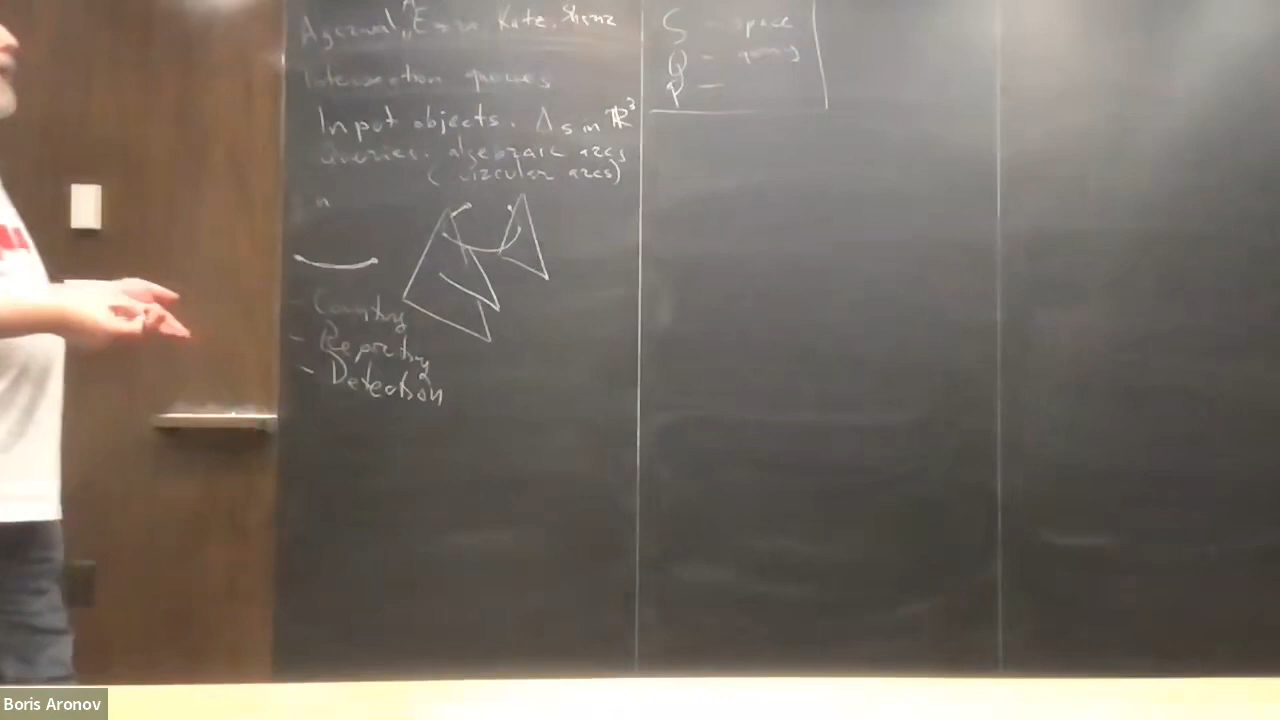 Agarwal, Ezra, Katz, Sharir
Intersection queries
Input objects. Δs in ℝ³
Queries. algebraic arcs
(circular arcs)
n
- Counting
- Reporting
- Detection
S - space
Q - query
P -
Boris Aronov